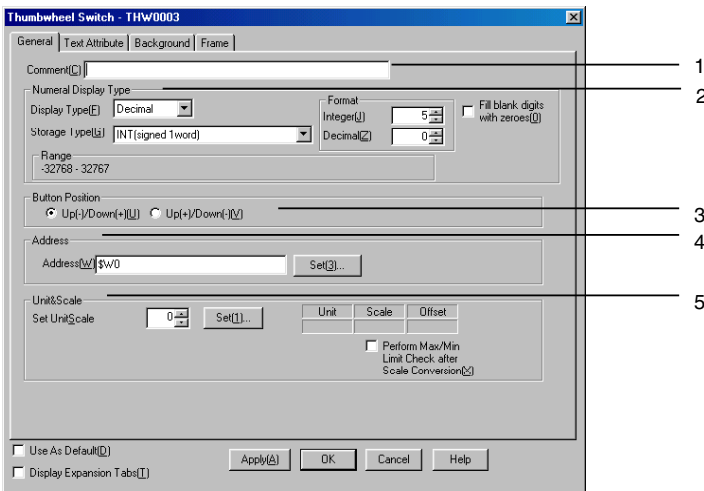 Thumbwheel Switch - THW0003
General Text Attribute Background Frame
Comment(C) 1
Numeral Display Type 2
Display Type(F) Decimal
Format
Integer(J) 5
Fill blank digits with zeroes(0)
Storage Type(G) INT(signed 1word)
Decimal(Z) 0
Range
-32768 - 32767
Button Position
Up(-)/Down(+)(U) Up(+)/Down(-)(V) 3
Address 4
Address(W) $W0 Set(3)...
Unit&Scale 5
Set UnitScale 0 Set(1)... Unit Scale Offset
Perform Max/Min
Limit Check after
Scale Conversion(X)
Use As Default(D)
Display Expansion Tabs(T)
Apply(A) OK Cancel Help